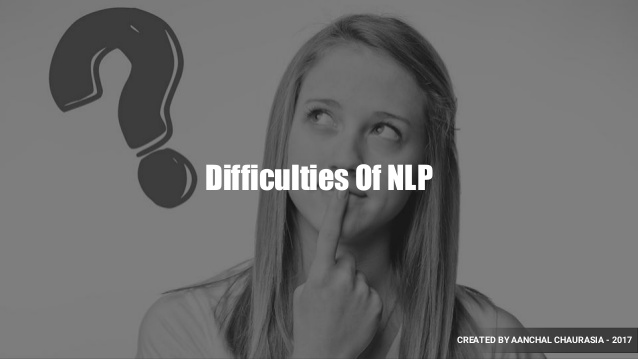 Difficulties Of NLP
CREATED BY AANCHAL CHAURASIA - 2017